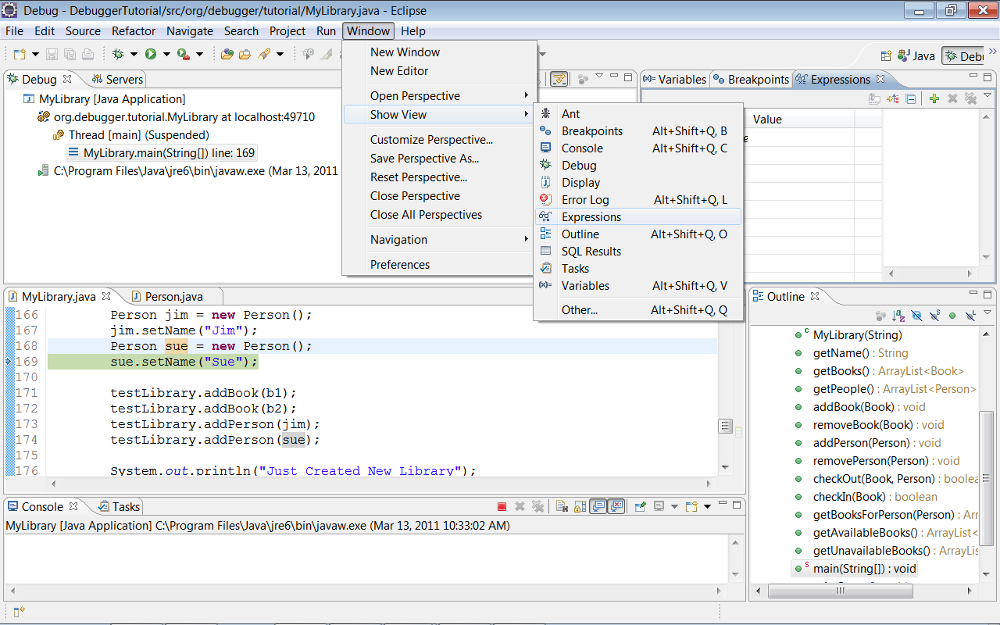 Debug - DebuggerTutorial/src/org/debugger/tutorial/MyLibrary.java - Eclipse
File Edit Source Refactor Navigate Search Project Run Window Help
Java Debu
Debug Servers
MyLibrary [Java Application]
org.debugger.tutorial.MyLibrary at localhost:49710
Thread [main] (Suspended)
MyLibrary.main(String[]) line: 169
C:\Program Files\Java\jre6\bin\javaw.exe (Mar 13, 2011
New Window
New Editor
Open Perspective
Show View
Customize Perspective...
Save Perspective As...
Reset Perspective...
Close Perspective
Close All Perspectives
Navigation
Preferences
Ant
Breakpoints Alt+Shift+Q, B
Console Alt+Shift+Q, C
Debug
Display
Error Log Alt+Shift+Q, L
Expressions
Outline Alt+Shift+Q, O
SQL Results
Tasks
Variables Alt+Shift+Q, V
Other... Alt+Shift+Q, Q
(x)= Variables Breakpoints Expressions
Value
MyLibrary.java Person.java
166 Person jim = new Person();
167 jim.setName("Jim");
168 Person sue = new Person();
169 sue.setName("Sue");
170
171 testLibrary.addBook(b1);
172 testLibrary.addBook(b2);
173 testLibrary.addPerson(jim);
174 testLibrary.addPerson(sue);
175
176 System.out.println("Just Created New Library");
Outline
MyLibrary(String)
getName() : String
getBooks() : ArrayList<Book>
getPeople() : ArrayList<Person>
addBook(Book) : void
removeBook(Book) : void
addPerson(Person) : void
removePerson(Person) : void
checkOut(Book, Person) : boolea
checkIn(Book) : boolean
getBooksForPerson(Person) : Arr
getAvailableBooks() : ArrayList<
getUnavailableBooks() : ArrayLis
main(String[]) : void
Console Tasks
MyLibrary [Java Application] C:\Program Files\Java\jre6\bin\javaw.exe (Mar 13, 2011 10:33:02 AM)